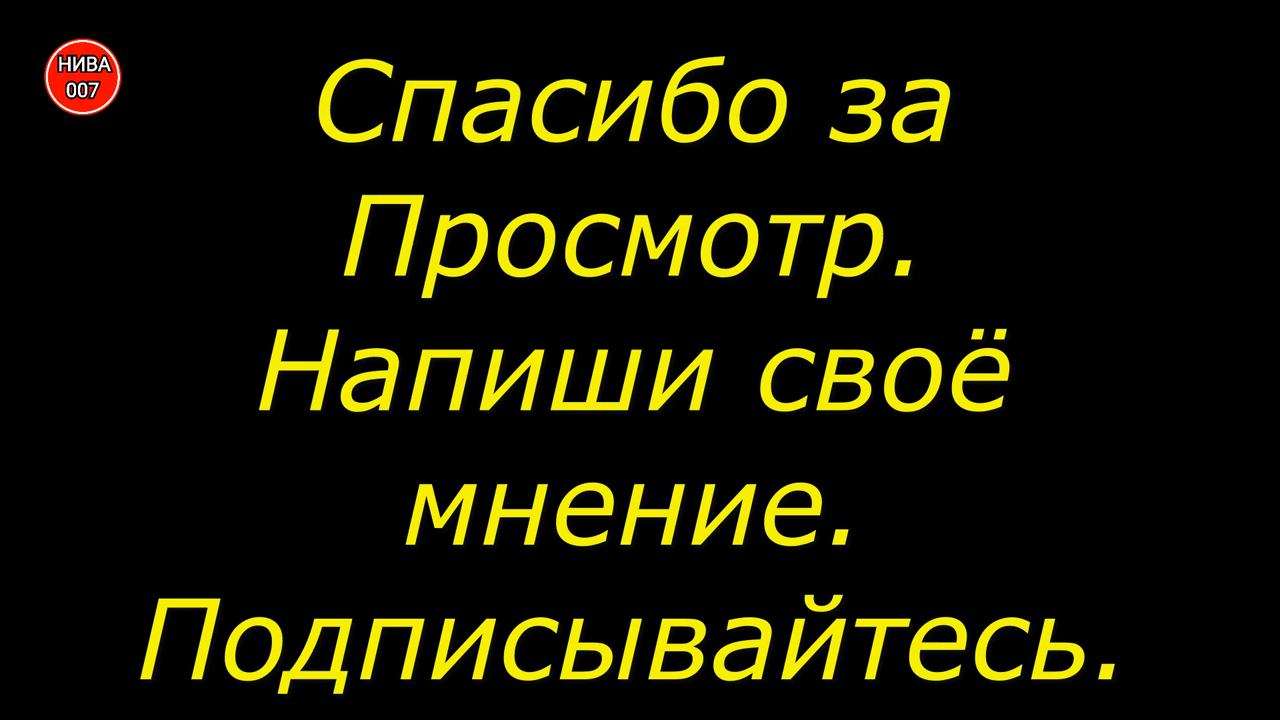 НИВА
007
Спасибо за
Просмотр.
Напиши своё
мнение.
Подписывайтесь.